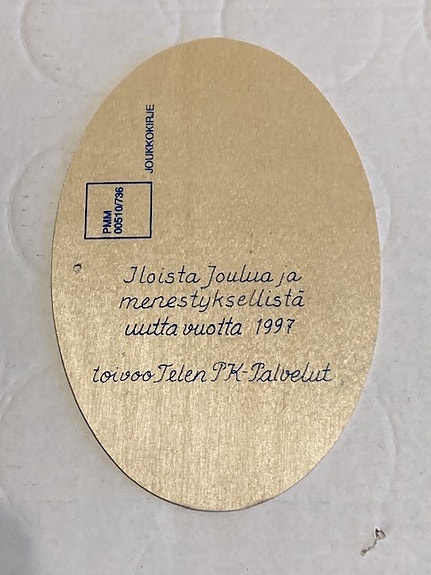 JOUKKOKIRJE
PMM
00510/736
Iloista Joulua ja
menestyksellistä
uutta vuotta 1997
toivoo Telen PK-Palvelut